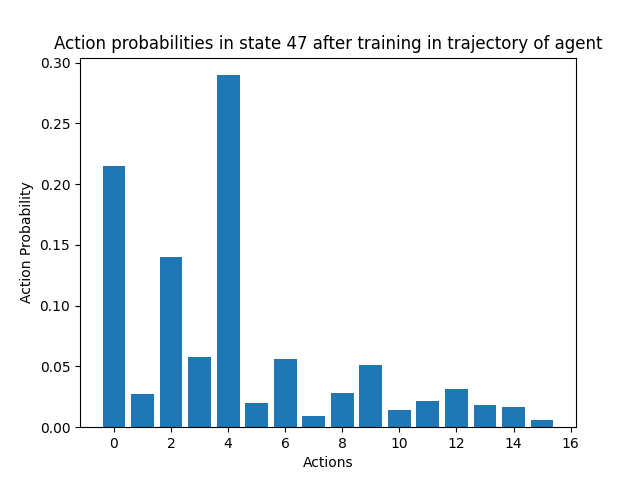 Action probabilities in state 47 after training in trajectory of agent
0.30
0.25
0.20
0.15
0.10
0.05
0.00
Action Probability
0 2 4 6 8 10 12 14 16
Actions